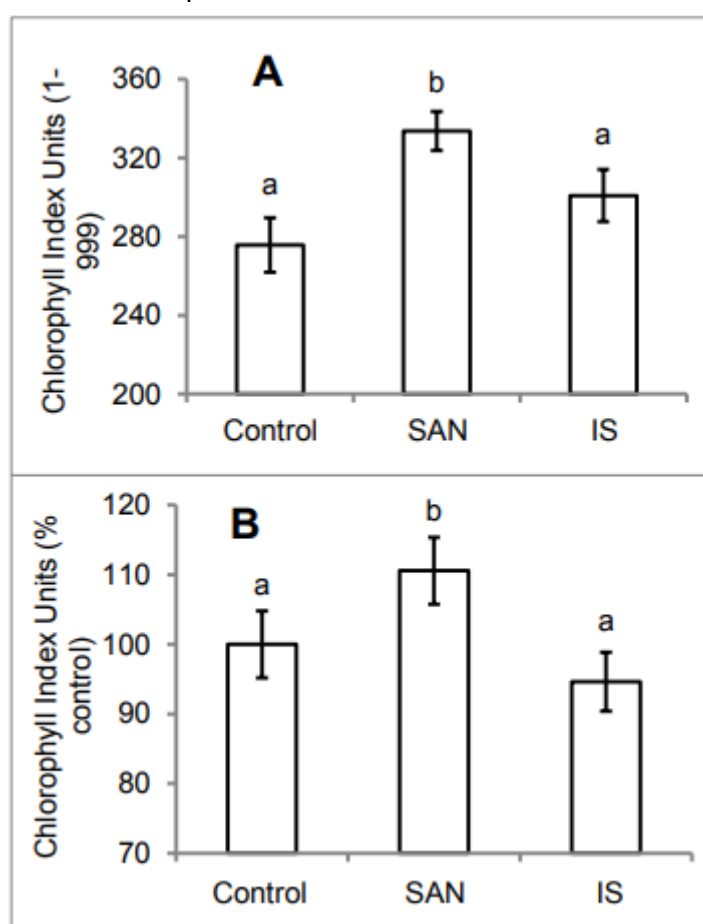 A
Chlorophyll Index Units (1-
999)
360
320
280
240
200
a
b
a
Control SAN IS
B
Chlorophyll Index Units (%
control)
120
110
100
90
80
70
a
b
a
Control SAN IS